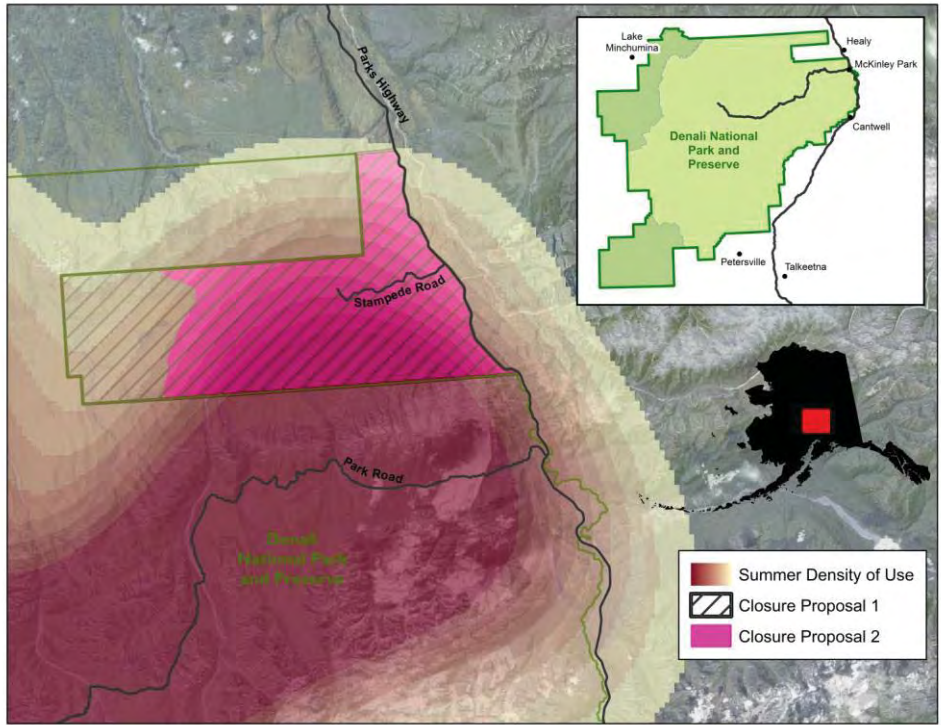 Parks Highway
Stampede Road
Park Road
Denali
National Park
and Preserve
Lake
Minchumina
Healy
McKinley Park
Cantwell
Denali National
Park and
Preserve
Petersville
Talkeetna
Summer Density of Use
Closure Proposal 1
Closure Proposal 2